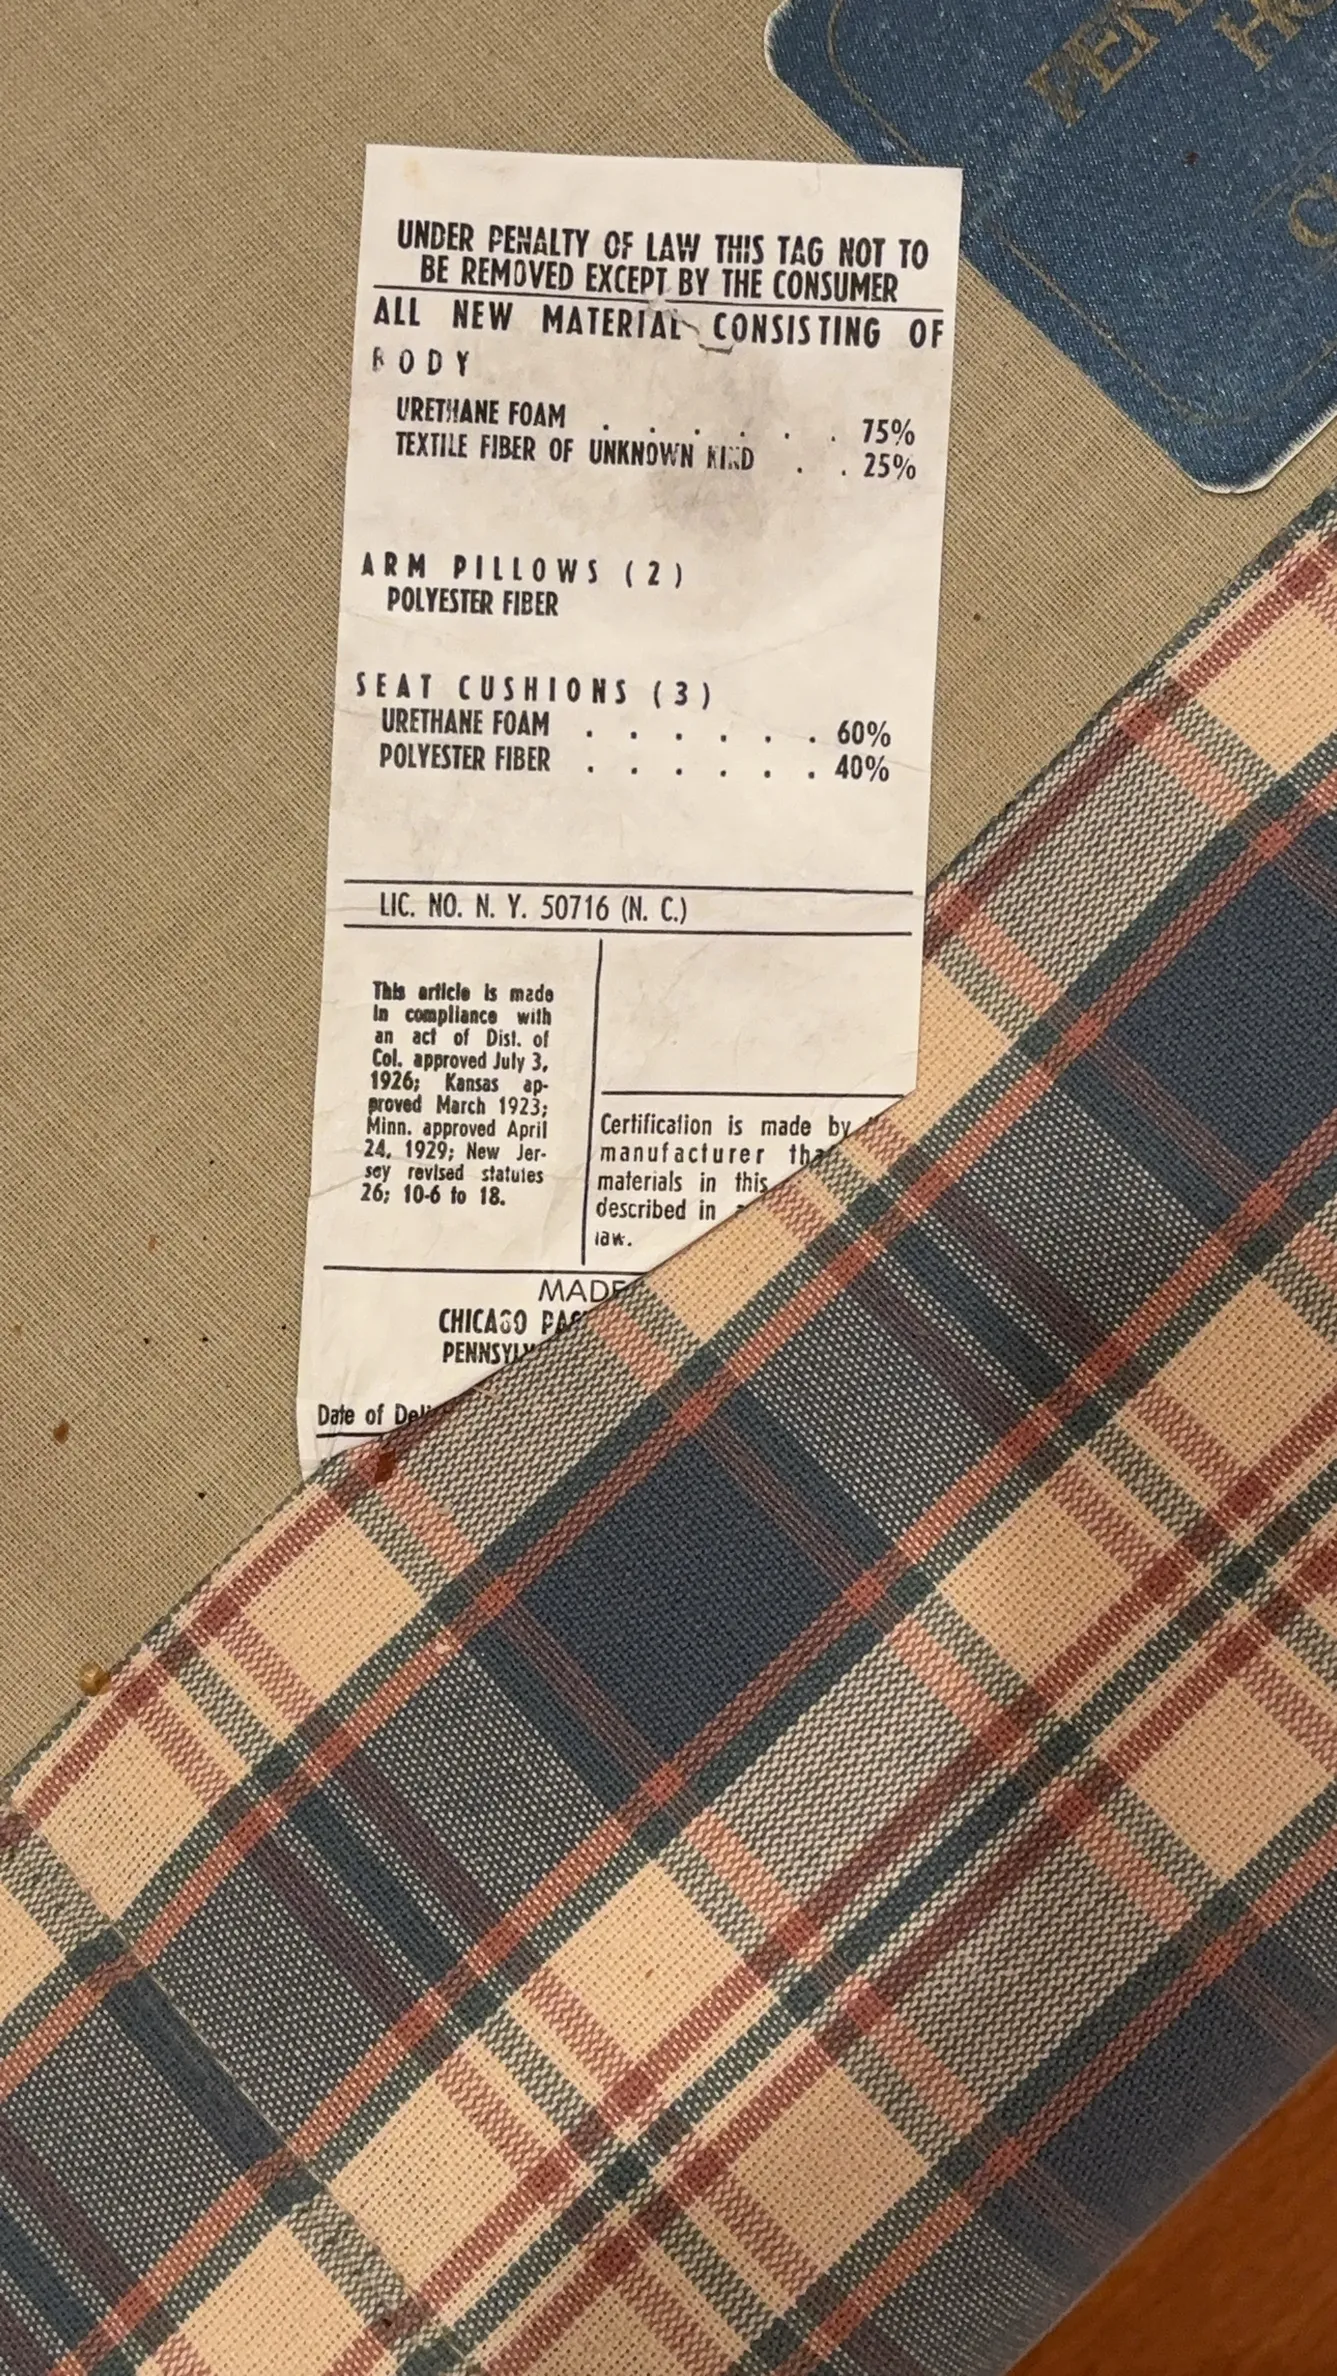 UNDER PENALTY OF LAW THIS TAG NOT TO
BE REMOVED EXCEPT BY THE CONSUMER
ALL NEW MATERIAL CONSISTING OF
BODY
URETHANE FOAM . . . . . . 75%
TEXTILE FIBER OF UNKNOWN KIND . . 25%
ARM PILLOWS (2)
POLYESTER FIBER
SEAT CUSHIONS (3)
URETHANE FOAM . . . . . . 60%
POLYESTER FIBER . . . . . . 40%
LIC. NO. N. Y. 50716 (N. C.)
This article is made
in compliance with
an act of Dist. of
Col. approved July 3,
1926; Kansas ap-
proved March 1923;
Minn. approved April
24, 1929; New Jer-
sey revised statutes
26; 10-6 to 18.
Certification is made by
manufacturer
materials in this
described in
law.
MADE
CHICAGO
Date of